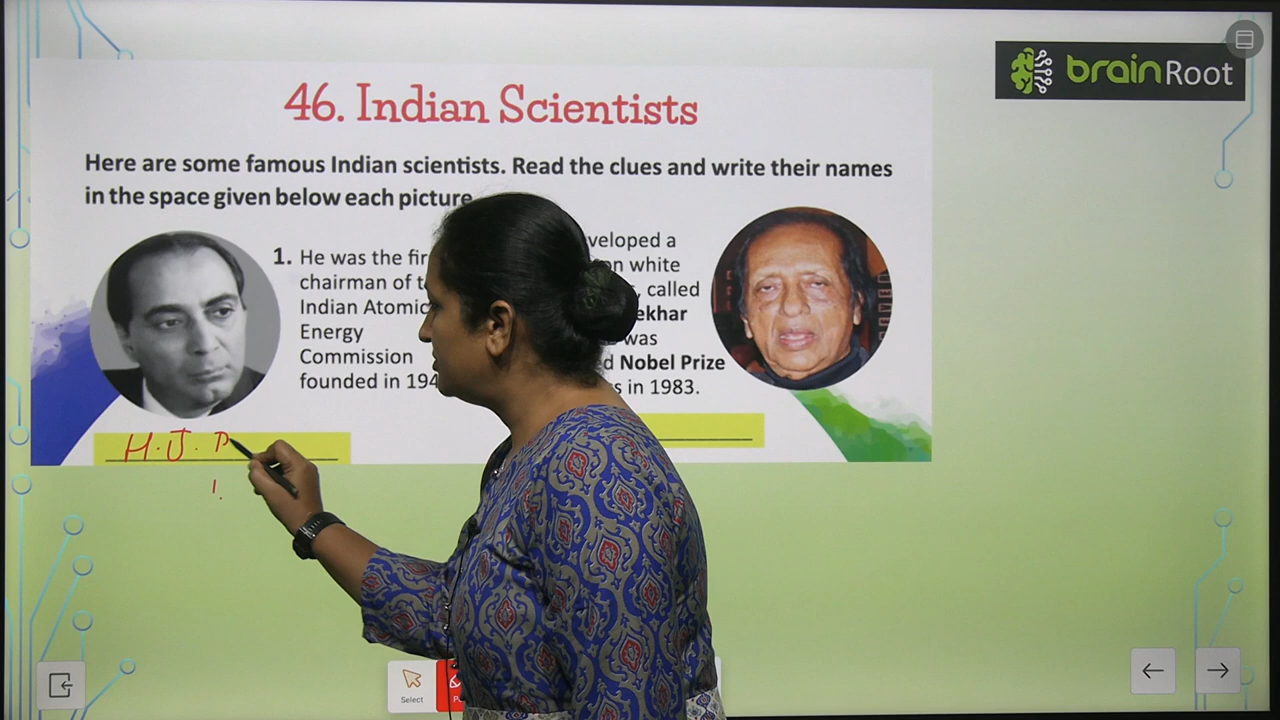 brainRoot
46. Indian Scientists
Here are some famous Indian scientists. Read the clues and write their names
in the space given below each picture
1. He was the fir
chairman of t
Indian Atomic
Energy
Commission
founded in 194
veloped a
on white
, called
ekhar
was
d Nobel Prize
s in 1983.
H.J.
Select